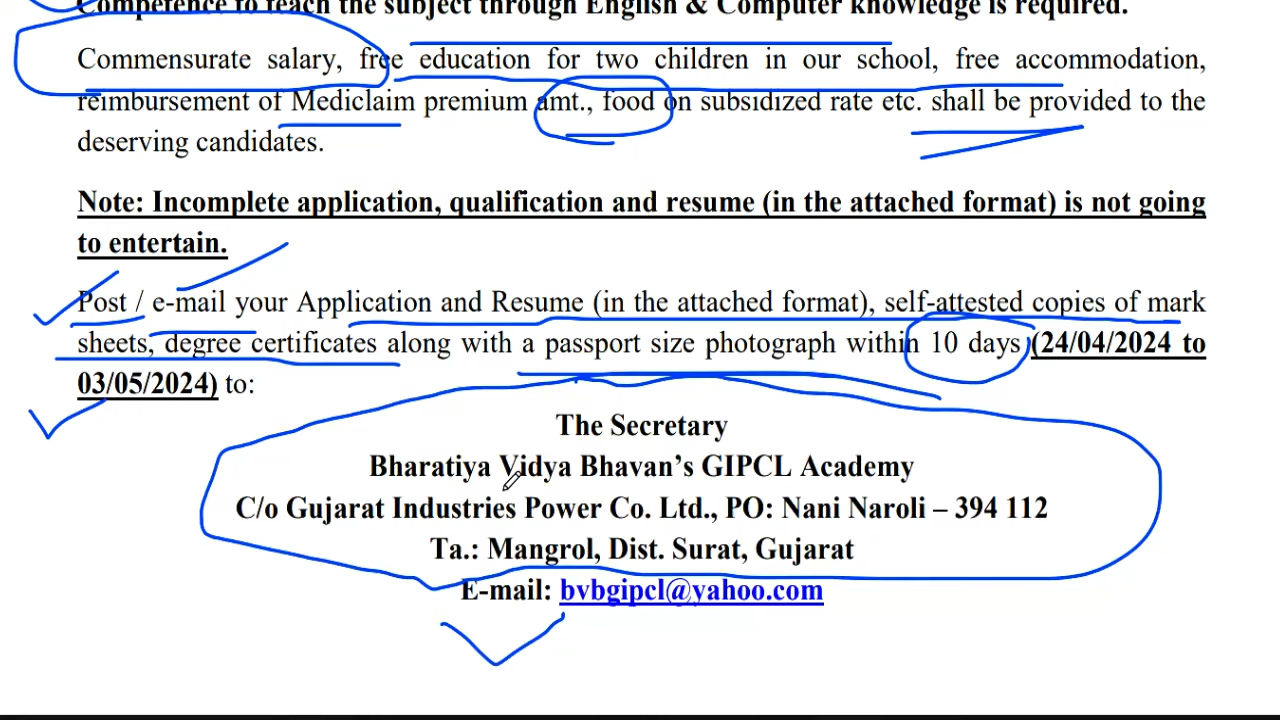 Competence to teach the subject through English & Computer knowledge is required.
Commensurate salary, free education for two children in our school, free accommodation,
reimbursement of Mediclaim premium amt., food on subsidized rate etc. shall be provided to the
deserving candidates.
Note: Incomplete application, qualification and resume (in the attached format) is not going
to entertain.
Post / e-mail your Application and Resume (in the attached format), self-attested copies of mark
sheets, degree certificates along with a passport size photograph within 10 days (24/04/2024 to
03/05/2024) to:
The Secretary
Bharatiya Vidya Bhavan’s GIPCL Academy
C/o Gujarat Industries Power Co. Ltd., PO: Nani Naroli – 394 112
Ta.: Mangrol, Dist. Surat, Gujarat
E-mail: bvbgipcl@yahoo.com